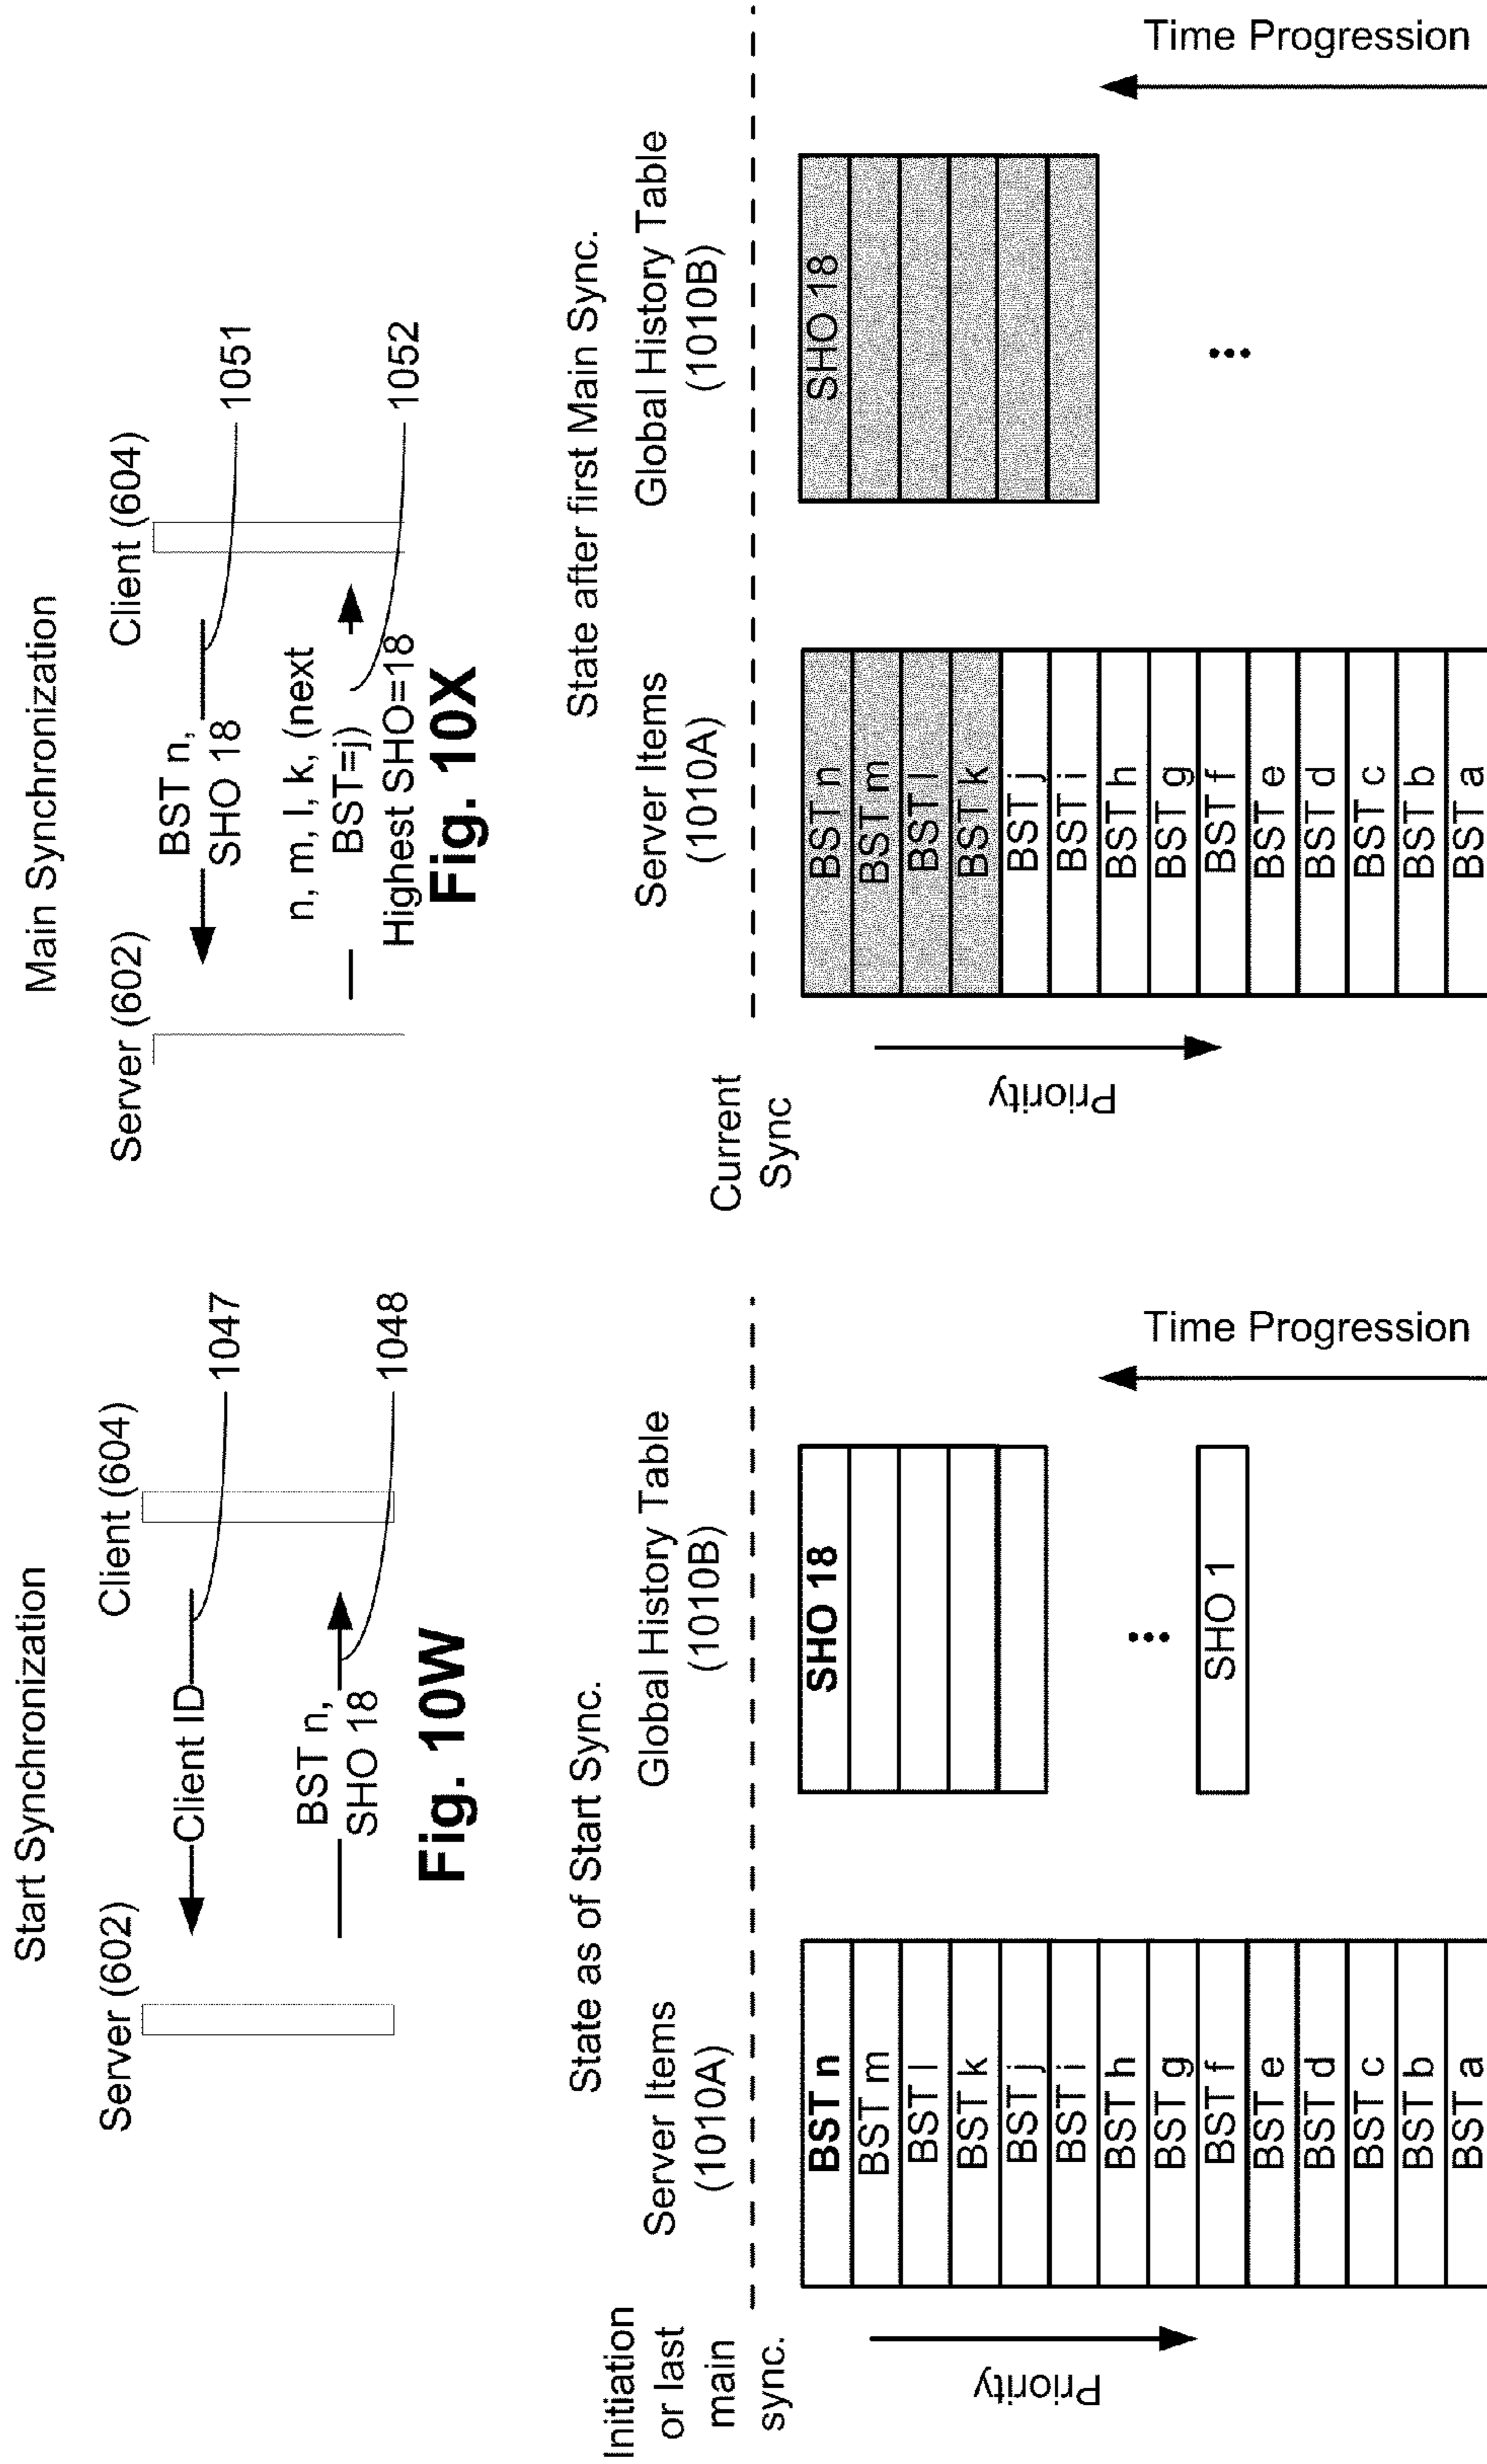 Start Synchronization
Server (602)
Client (604)
Client ID
1047
BST n,
SHO 18
1048
Fig. 10W
State as of Start Sync.
Initiation
or last
main
sync.
Server Items
(1010A)
Global History Table
(1010B)
Priority
BST n
BST m
BST l
BST k
BST j
BST i
BST h
BST g
BST f
BST e
BST d
BST c
BST b
BST a
SHO 18
...
SHO 1
Time Progression
Main Synchronization
Server (602)
Client (604)
BST n,
SHO 18
1051
n, m, l, k, (next
BST=j)
Highest SHO=18
1052
Fig. 10X
State after first Main Sync.
Current
Sync
Server Items
(1010A)
Global History Table
(1010B)
Priority
BST n
BST m
BST l
BST k
BST j
BST i
BST h
BST g
BST f
BST e
BST d
BST c
BST b
BST a
SHO 18
...
Time Progression